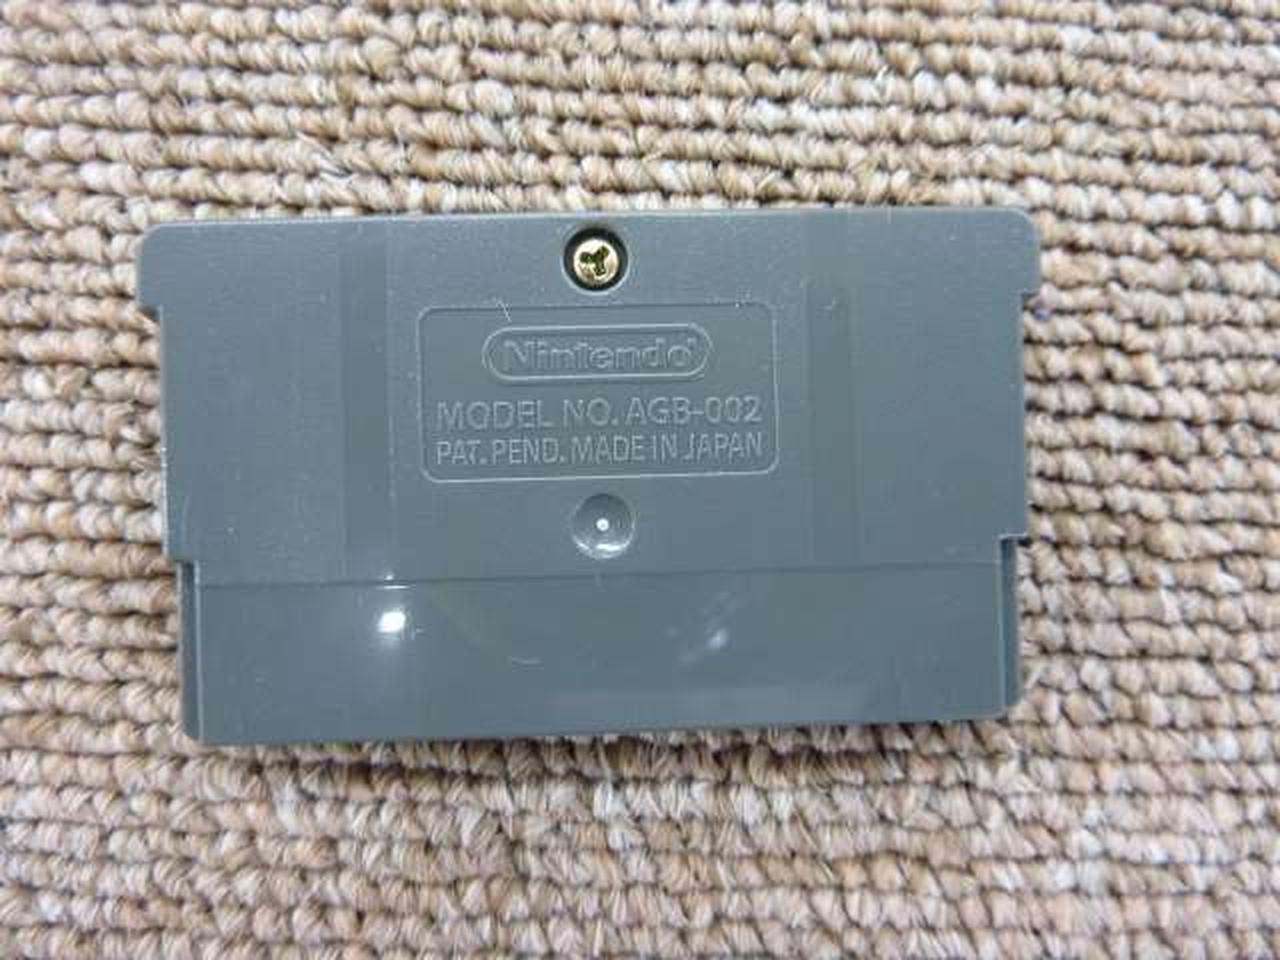 Nintendo
MODEL NO. AGB-002
PAT. PEND. MADE IN JAPAN